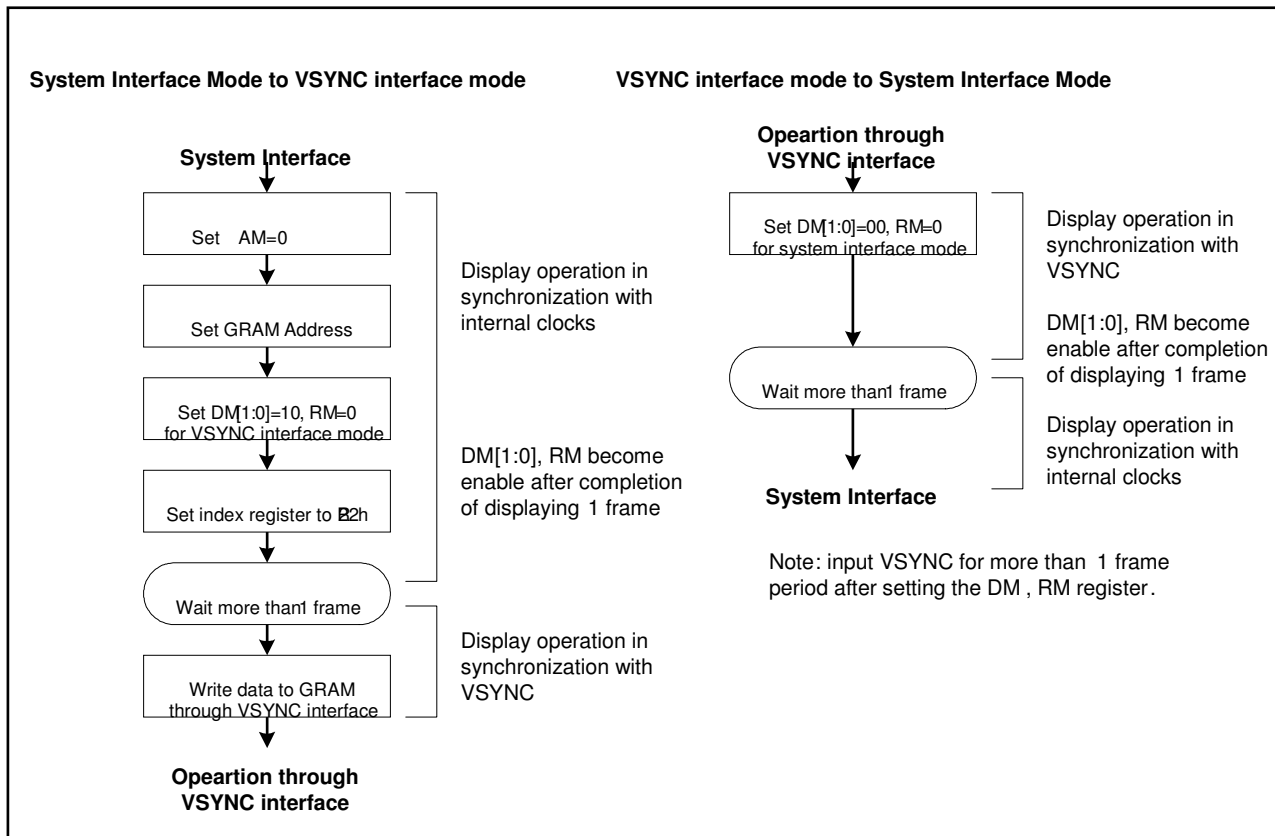 System Interface Mode to VSYNC interface mode
System Interface
Set AM=0
Set GRAM Address
Set DM[1:0]=10, RM=0
for VSYNC interface mode
Set index register to R22h
Wait more than1 frame
Write data to GRAM
through VSYNC interface
Opeartion through
VSYNC interface
Display operation in
synchronization with
internal clocks
DM[1:0], RM become
enable after completion
of displaying 1 frame
Display operation in
synchronization with
VSYNC
VSYNC interface mode to System Interface Mode
Opeartion through
VSYNC interface
Set DM[1:0]=00, RM=0
for system interface mode
Wait more than1 frame
System Interface
Display operation in
synchronization with
VSYNC
DM[1:0], RM become
enable after completion
of displaying 1 frame
Display operation in
synchronization with
internal clocks
Note: input VSYNC for more than 1 frame
period after setting the DM , RM register.